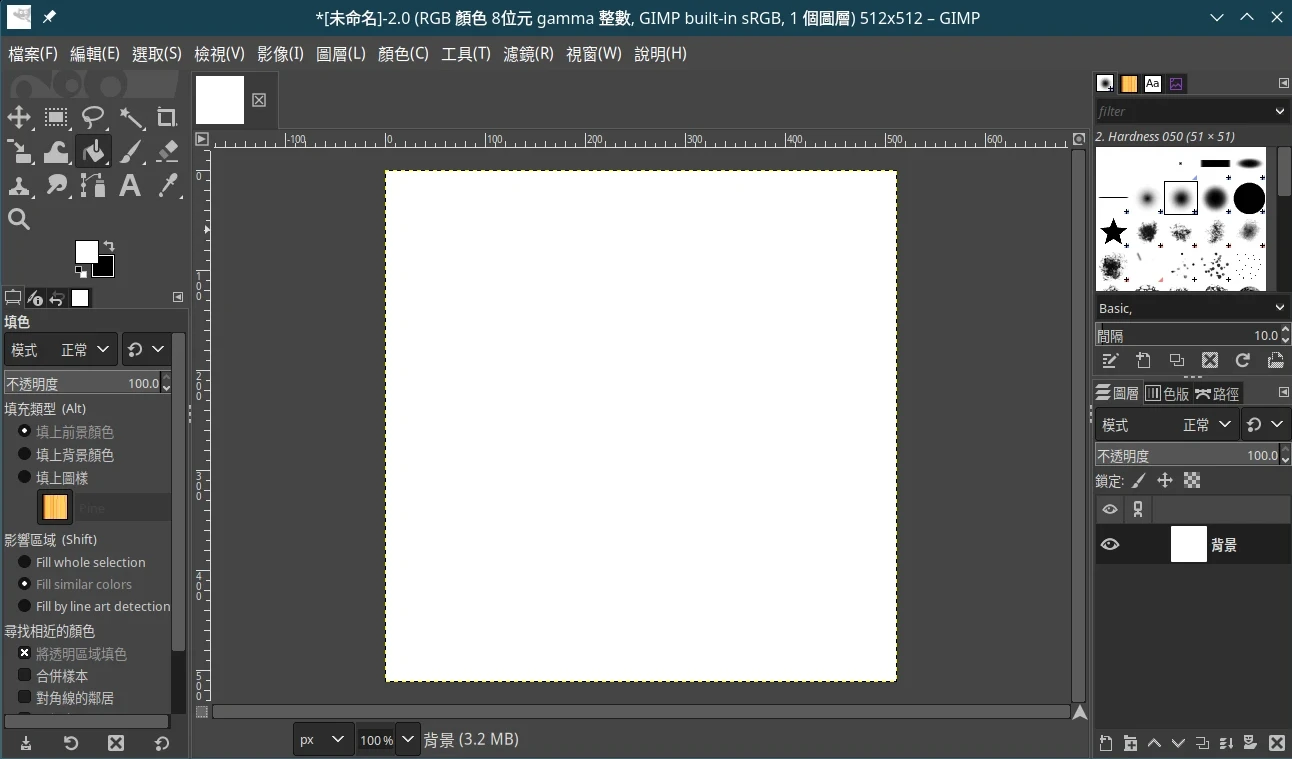 *[未命名]-2.0 (RGB 顏色 8位元 gamma 整數, GIMP built-in sRGB, 1 個圖層) 512x512 – GIMP
檔案(F) 編輯(E) 選取(S) 檢視(V) 影像(I) 圖層(L) 顏色(C) 工具(T) 濾鏡(R) 視窗(W) 說明(H)
-100 0 100 200 300 400 500 600
0
100
200
300
400
500
填色
模式 正常
不透明度 100.0
填充類型 (Alt)
填上前景顏色
填上背景顏色
填上圖樣
Pine
影響區域 (Shift)
Fill whole selection
Fill similar colors
Fill by line art detection
尋找相近的顏色
將透明區域填色
合併樣本
對角線的鄰居
px 100 % 背景 (3.2 MB)
Aa
filter
2. Hardness 050 (51 × 51)
Basic,
間隔 10.0
圖層 色版 路徑
模式 正常
不透明度 100.0
鎖定:
背景